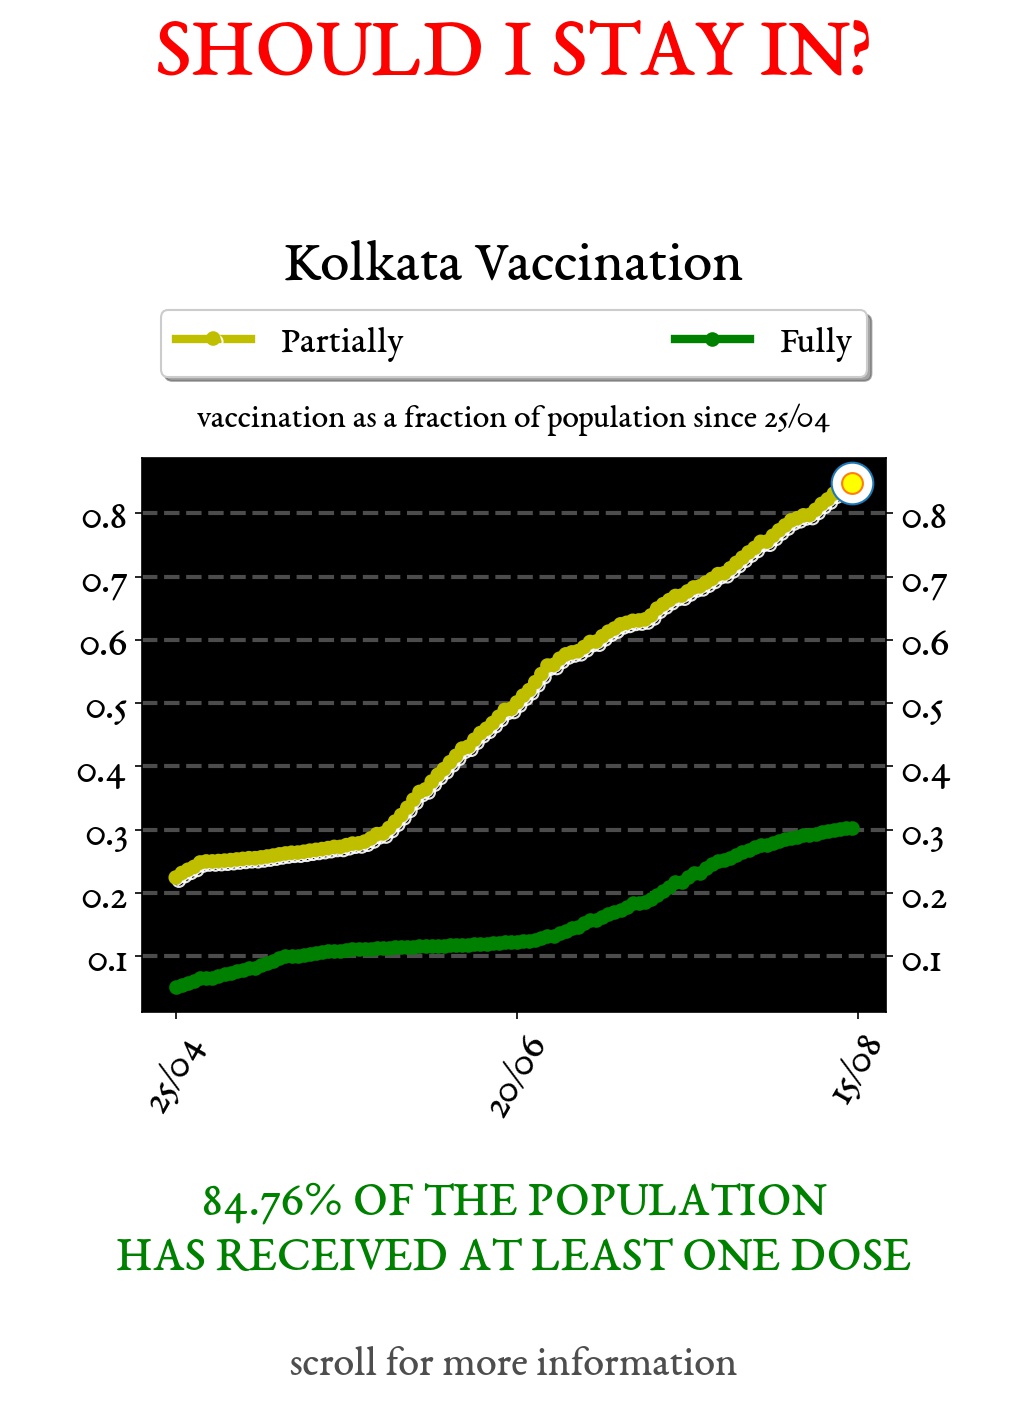 SHOULD I STAY IN?
Kolkata Vaccination
Partially Fully
vaccination as a fraction of population since 25/04
0.8 0.8
0.7 0.7
0.6 0.6
0.5 0.5
0.4 0.4
0.3 0.3
0.2 0.2
0.1 0.1
25/04 20/06 15/08
84.76% OF THE POPULATION
HAS RECEIVED AT LEAST ONE DOSE
scroll for more information